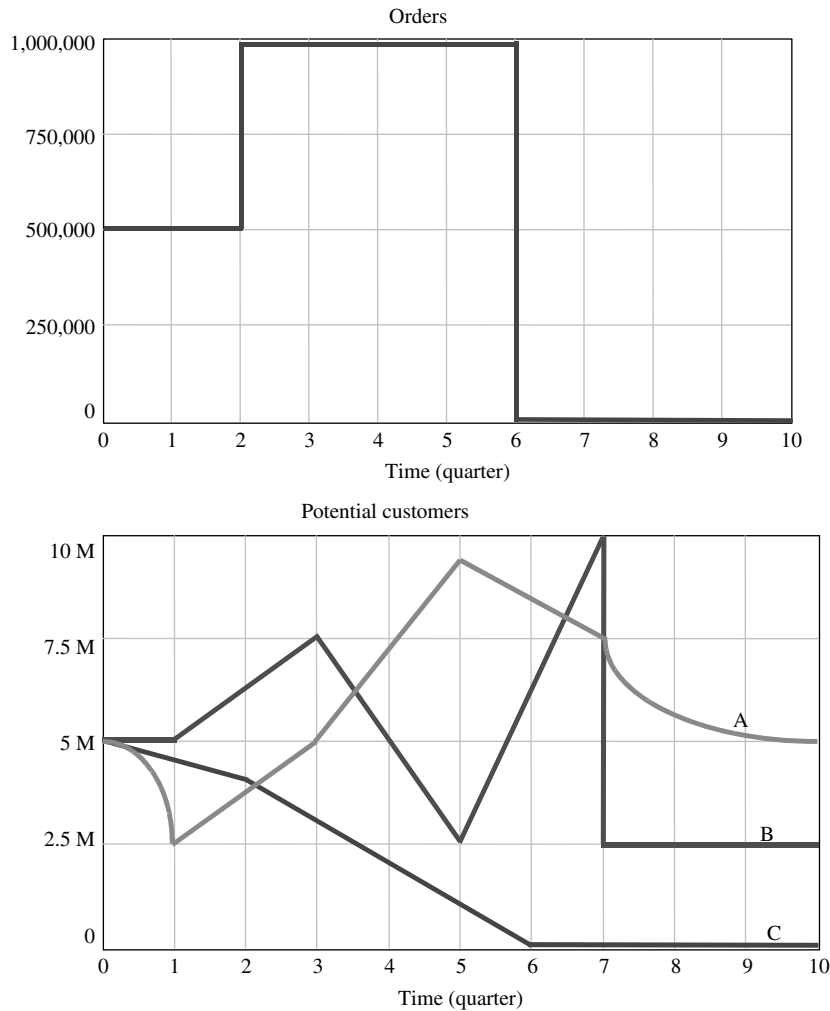 Orders
1,000,000
750,000
500,000
250,000
0
0 1 2 3 4 5 6 7 8 9 10
Time (quarter)
Potential customers
10 M
7.5 M
5 M
2.5 M
0
A
B
C
0 1 2 3 4 5 6 7 8 9 10
Time (quarter)